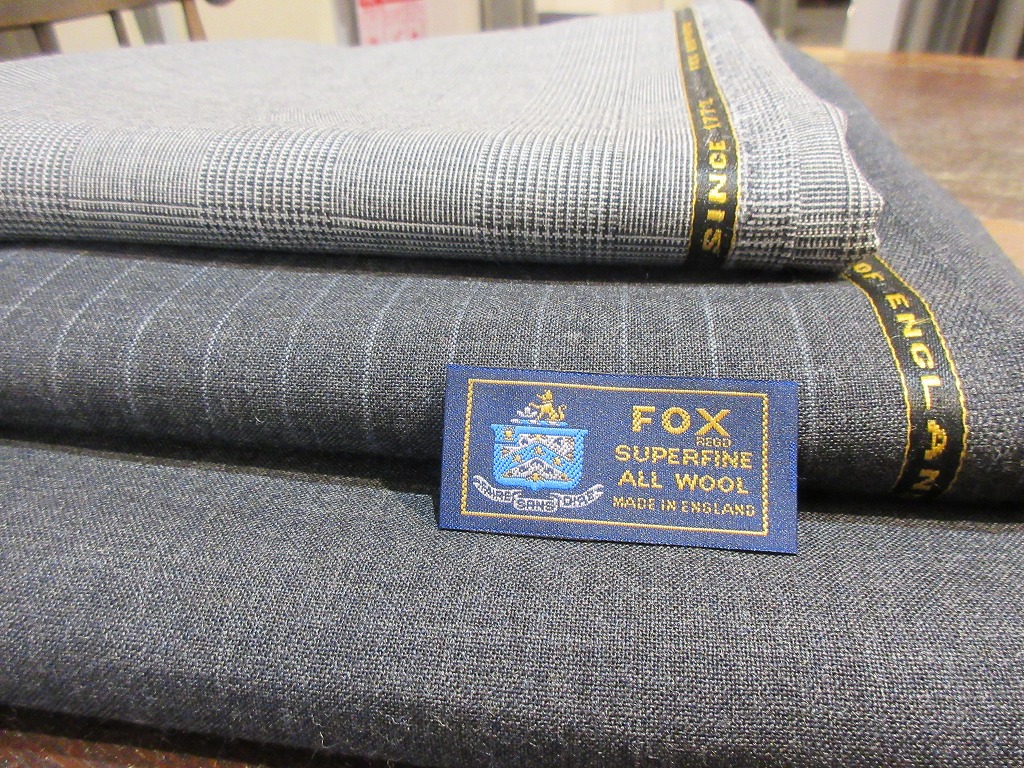 SINCE 1772
OF ENGLAN
FOX
REGD
SUPERFINE
ALL WOOL
MADE IN ENGLAND
FAIRE SANS DIRE